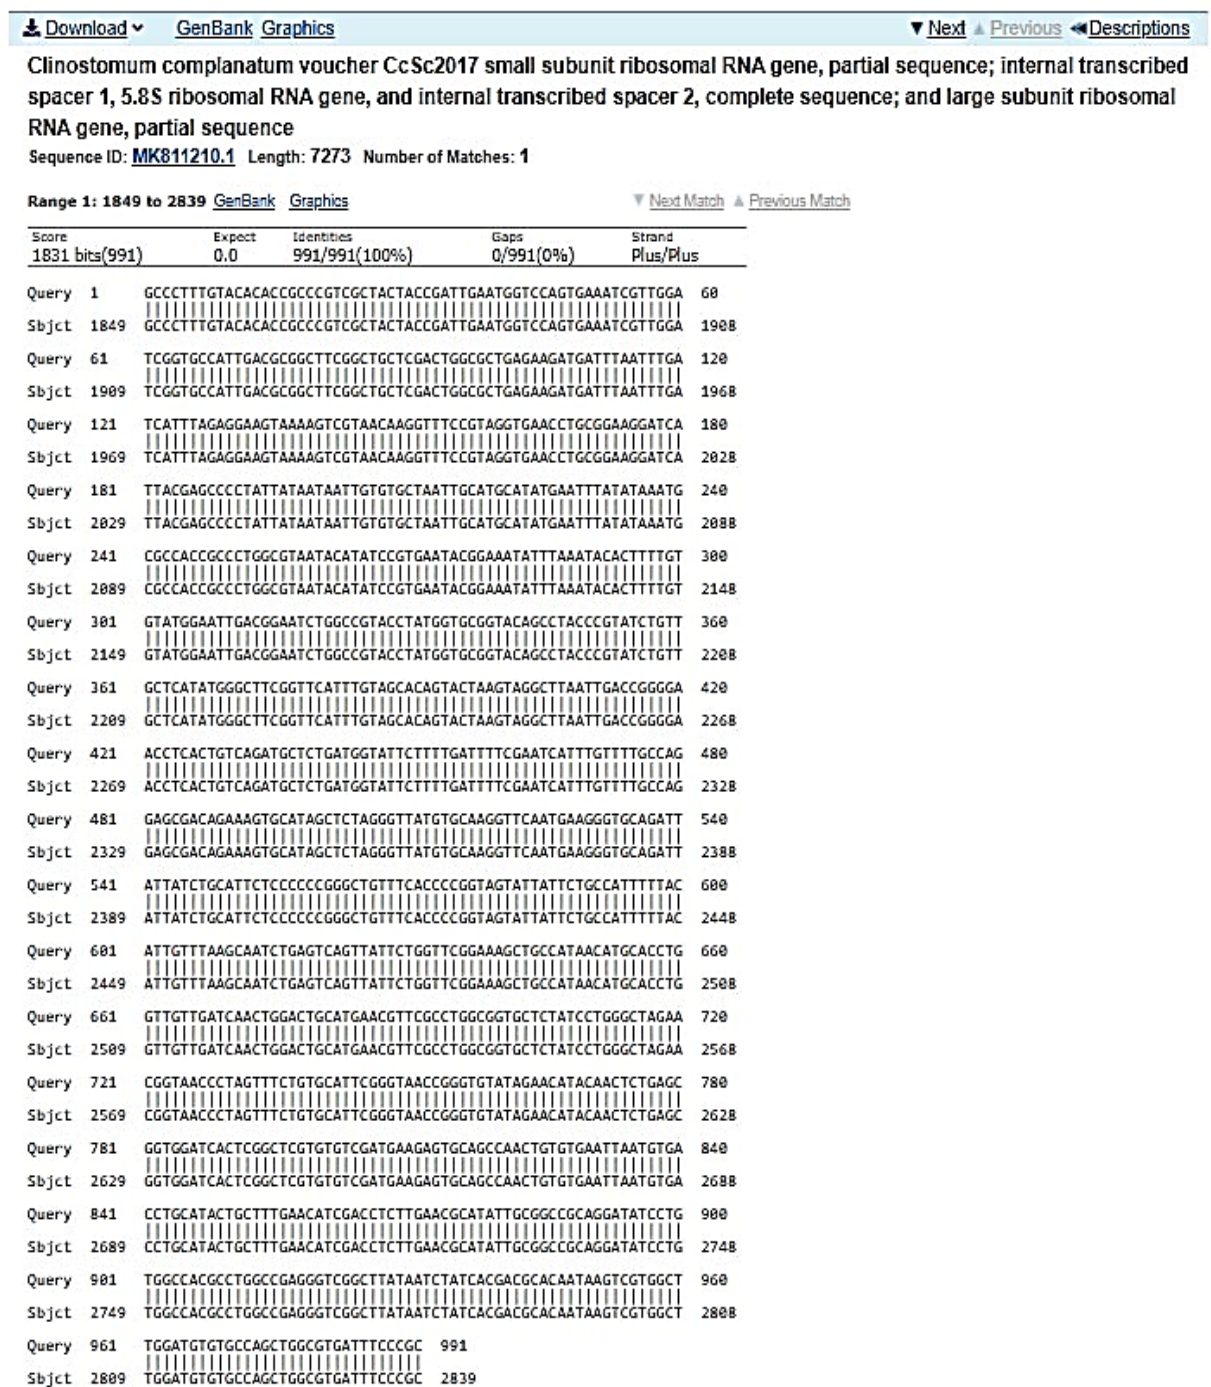 Download GenBank Graphics Next Previous Descriptions
Clinostomum complanatum voucher CcSc2017 small subunit ribosomal RNA gene, partial sequence; internal transcribed
spacer 1, 5.8S ribosomal RNA gene, and internal transcribed spacer 2, complete sequence; and large subunit ribosomal
RNA gene, partial sequence
Sequence ID: MK811210.1 Length: 7273 Number of Matches: 1
Range 1: 1849 to 2839 GenBank Graphics Next Match Previous Match
Score Expect Identities Gaps Strand
1831 bits(991) 0.0 991/991(100%) 0/991(0%) Plus/Plus
Query 1 GCCCTTTGTACACACCGCCCGTCGCTACTACCGATTGAATGGTCCAGTGAAATCGTTGGA 60
Sbjct 1849 GCCCTTTGTACACACCGCCCGTCGCTACTACCGATTGAATGGTCCAGTGAAATCGTTGGA 1908
Query 61 TCGGTGCCATTGACGCGGCTTCGGCTGCTCGACTGGCGCTGAGAAGATGATTTAATTTGA 120
Sbjct 1909 TCGGTGCCATTGACGCGGCTTCGGCTGCTCGACTGGCGCTGAGAAGATGATTTAATTTGA 1968
Query 121 TCATTTAGAGGAAGTAAAAGTCGTAACAAGGTTTCCGTAGGTGAACCTGCGGAAGGATCA 180
Sbjct 1969 TCATTTAGAGGAAGTAAAAGTCGTAACAAGGTTTCCGTAGGTGAACCTGCGGAAGGATCA 2028
Query 181 TTACGAGCCCCTATTATAATAATTGTGTGCTAATTGCATGCATATGAATTTATATAAATG 240
Sbjct 2029 TTACGAGCCCCTATTATAATAATTGTGTGCTAATTGCATGCATATGAATTTATATAAATG 2088
Query 241 CGCCACCGCCCTGGCGTAATACATATCCGTGAATACGGAAATATTTAAATACACTTTTGT 300
Sbjct 2089 CGCCACCGCCCTGGCGTAATACATATCCGTGAATACGGAAATATTTAAATACACTTTTGT 2148
Query 301 GTATGGAATTGACGGAATCTGGCCGTACCTATGGTGCGGTACAGCCTACCCGTATCTGTT 360
Sbjct 2149 GTATGGAATTGACGGAATCTGGCCGTACCTATGGTGCGGTACAGCCTACCCGTATCTGTT 2208
Query 361 GCTCATATGGGCTTCGGTTCATTTGTAGCACAGTACTAAGTAGGCTTAATTGACCGGGGA 420
Sbjct 2209 GCTCATATGGGCTTCGGTTCATTTGTAGCACAGTACTAAGTAGGCTTAATTGACCGGGGA 2268
Query 421 ACCTCACTGTCAGATGCTCTGATGGTATTCTTTTGATTTTCGAATCATTTGTTTTGCCAG 480
Sbjct 2269 ACCTCACTGTCAGATGCTCTGATGGTATTCTTTTGATTTTCGAATCATTTGTTTTGCCAG 2328
Query 481 GAGCGACAGAAAGTGCATAGCTCTAGGGTTATGTGCAAGGTTCAATGAAGGGTGCAGATT 540
Sbjct 2329 GAGCGACAGAAAGTGCATAGCTCTAGGGTTATGTGCAAGGTTCAATGAAGGGTGCAGATT 2388
Query 541 ATTATCTGCATTCTCCCCCCGGGCTGTTTCACCCCGGTAGTATTATTCTGCCATTTTTAC 600
Sbjct 2389 ATTATCTGCATTCTCCCCCCGGGCTGTTTCACCCCGGTAGTATTATTCTGCCATTTTTAC 2448
Query 601 ATTGTTTAAGCAATCTGAGTCAGTTATTCTGGTTCGGAAAGCTGCCATAACATGCACCTG 660
Sbjct 2449 ATTGTTTAAGCAATCTGAGTCAGTTATTCTGGTTCGGAAAGCTGCCATAACATGCACCTG 2508
Query 661 GTTGTTGATCAACTGGACTGCATGAACGTTCGCCTGGCGGTGCTCTATCCTGGGCTAGAA 720
Sbjct 2509 GTTGTTGATCAACTGGACTGCATGAACGTTCGCCTGGCGGTGCTCTATCCTGGGCTAGAA 2568
Query 721 CGGTAACCCTAGTTTCTGTGCATTCGGGTAACCGGGTGTATAGAACATACAACTCTGAGC 780
Sbjct 2569 CGGTAACCCTAGTTTCTGTGCATTCGGGTAACCGGGTGTATAGAACATACAACTCTGAGC 2628
Query 781 GGTGGATCACTCGGCTCGTGTGTCGATGAAGAGTGCAGCCAACTGTGTGAATTAATGTGA 840
Sbjct 2629 GGTGGATCACTCGGCTCGTGTGTCGATGAAGAGTGCAGCCAACTGTGTGAATTAATGTGA 2688
Query 841 CCTGCATACTGCTTTGAACATCGACCTCTTGAACGCATATTGCGGCCGCAGGATATCCTG 900
Sbjct 2689 CCTGCATACTGCTTTGAACATCGACCTCTTGAACGCATATTGCGGCCGCAGGATATCCTG 2748
Query 901 TGGCCACGCCTGGCCGAGGGTCGGCTTATAATCTATCACGACGCACAATAAGTCGTGGCT 960
Sbjct 2749 TGGCCACGCCTGGCCGAGGGTCGGCTTATAATCTATCACGACGCACAATAAGTCGTGGCT 2808
Query 961 TGGATGTGTGCCAGCTGGCGTGATTTCCCGC 991
Sbjct 2809 TGGATGTGTGCCAGCTGGCGTGATTTCCCGC 2839